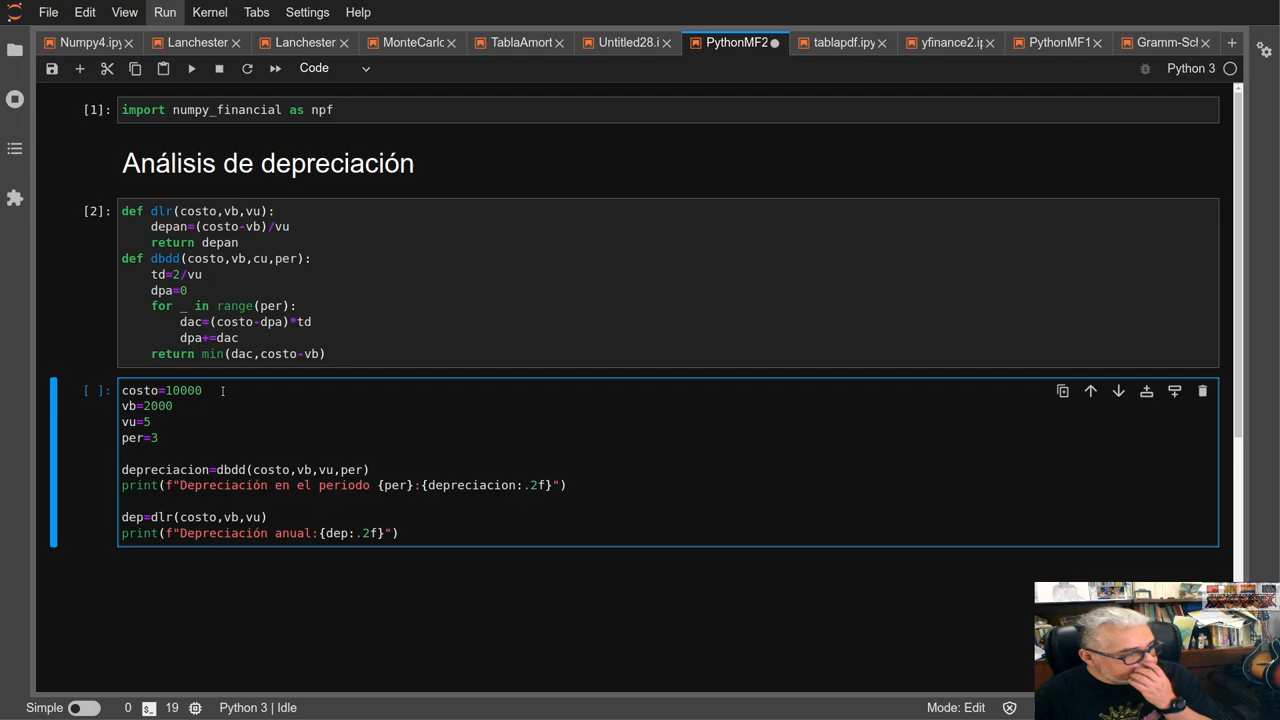 File Edit View Run Kernel Tabs Settings Help
Numpy4.ipy Lanchester Lanchester MonteCarlo TablaAmort Untitled28.i PythonMF2 tablapdf.ipy yfinance2.ip PythonMF1 Gramm-Scl
Code Python 3
[1]: import numpy_financial as npf
Análisis de depreciación
[2]: def dlr(costo,vb,vu):
depan=(costo-vb)/vu
return depan
def dbdd(costo,vb,cu,per):
td=2/vu
dpa=0
for _ in range(per):
dac=(costo-dpa)*td
dpa+=dac
return min(dac,costo-vb)
[ ]: costo=10000
vb=2000
vu=5
per=3
depreciacion=dbdd(costo,vb,vu,per)
print(f"Depreciación en el periodo {per}:{depreciacion:.2f}")
dep=dlr(costo,vb,vu)
print(f"Depreciación anual:{dep:.2f}")
Simple 0 19 Python 3 | Idle Mode: Edit